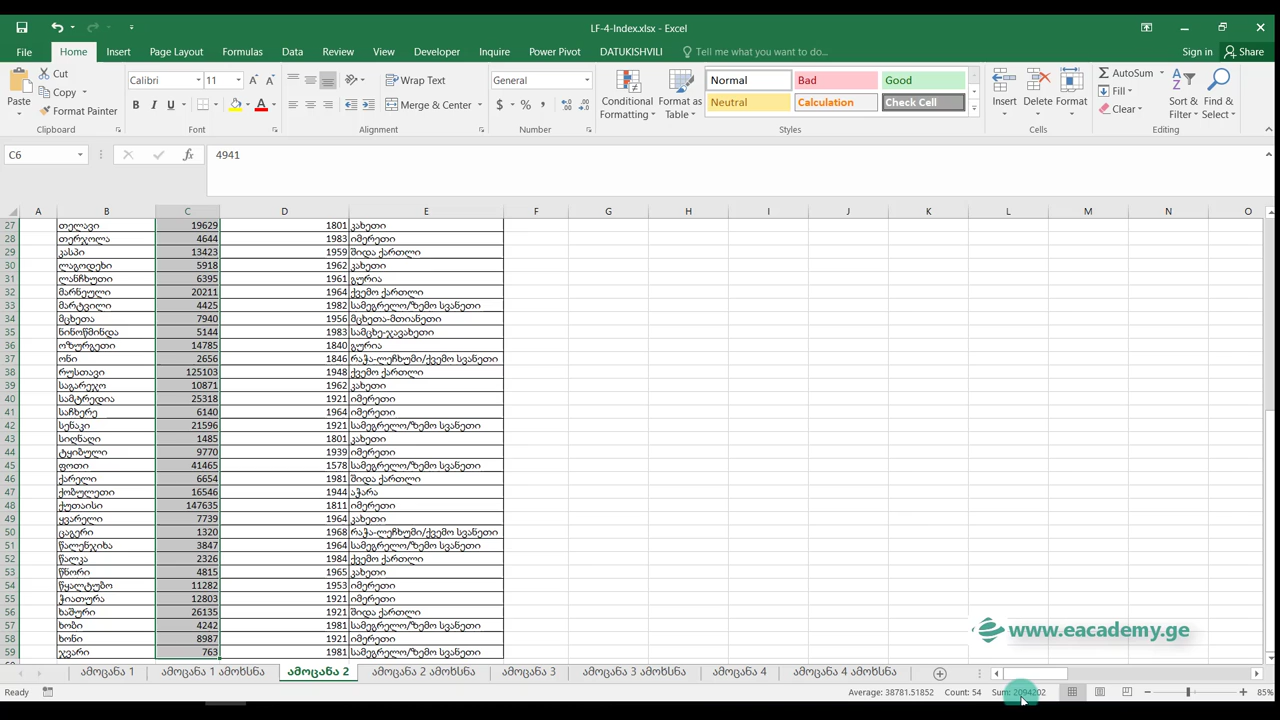 LF-4-Index.xlsx - Excel
File Home Insert Page Layout Formulas Data Review View Developer Inquire Power Pivot DATUKISHVILI Tell me what you want to do... Sign in Share
Paste Cut Copy Format Painter Clipboard
Calibri 11 B I U A Font
Wrap Text Merge & Center Alignment
General $ % , Number
Conditional Formatting Format as Table Normal Bad Good Neutral Calculation Check Cell Styles
Insert Delete Format Cells
AutoSum Fill Clear Sort & Filter Find & Select Editing
C6 fx 4941
A B C D E F G H I J K L M N O
27 თელავი 19629 1801 კახეთი
28 თერჯოლა 4644 1983 იმერეთი
29 კასპი 13423 1959 შიდა ქართლი
30 ლაგოდეხი 5918 1962 კახეთი
31 ლანჩხუთი 6395 1961 გურია
32 მარნეული 20211 1964 ქვემო ქართლი
33 მარტვილი 4425 1982 სამეგრელო/ზემო სვანეთი
34 მცხეთა 7940 1956 მცხეთა-მთიანეთი
35 ნინოწმინდა 5144 1983 სამცხე-ჯავახეთი
36 ოზურგეთი 14785 1840 გურია
37 ონი 2656 1846 რაჭა-ლეჩხუმი/ქვემო სვანეთი
38 რუსთავი 125103 1948 ქვემო ქართლი
39 საგარეჯო 10871 1962 კახეთი
40 სამტრედია 25318 1921 იმერეთი
41 საჩხერე 6140 1964 იმერეთი
42 სენაკი 21596 1921 სამეგრელო/ზემო სვანეთი
43 სიღნაღი 1485 1801 კახეთი
44 ტყიბული 9770 1939 იმერეთი
45 ფოთი 41465 1578 სამეგრელო/ზემო სვანეთი
46 ქარელი 6654 1981 შიდა ქართლი
47 ქობულეთი 16546 1944 აჭარა
48 ქუთაისი 147635 1811 იმერეთი
49 ყვარელი 7739 1964 კახეთი
50 ცაგერი 1320 1968 რაჭა-ლეჩხუმი/ქვემო სვანეთი
51 წალენჯიხა 3847 1964 სამეგრელო/ზემო სვანეთი
52 წალკა 2326 1984 ქვემო ქართლი
53 წნორი 4815 1965 კახეთი
54 წყალტუბო 11282 1953 იმერეთი
55 ჭიათურა 12803 1921 იმერეთი
56 ხაშური 26135 1921 შიდა ქართლი
57 ხობი 4242 1981 სამეგრელო/ზემო სვანეთი
58 ხონი 8987 1921 იმერეთი
59 ჯვარი 763 1981 სამეგრელო/ზემო სვანეთი
www.eacademy.ge
ამოცანა 1 ამოცანა 1 ამოხსნა ამოცანა 2 ამოცანა 2 ამოხსნა ამოცანა 3 ამოცანა 3 ამოხსნა ამოცანა 4 ამოცანა 4 ამოხსნა
Ready Average: 38781.51852 Count: 54 Sum: 2094202 85%